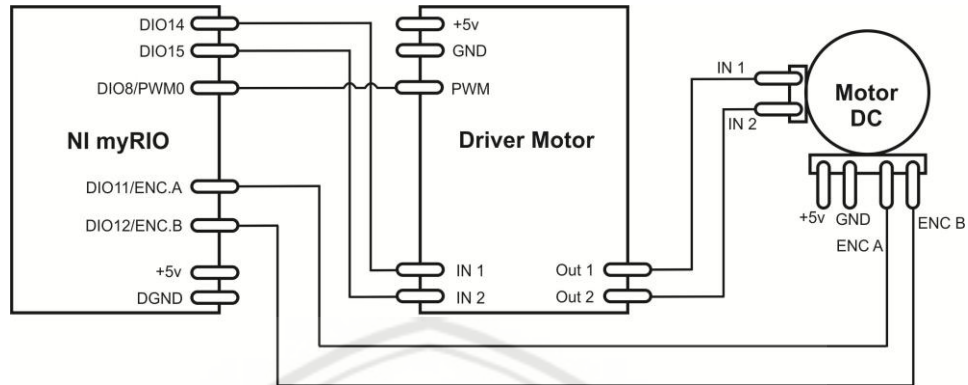 DIO14
DIO15
DIO8/PWM0
NI myRIO
DIO11/ENC.A
DIO12/ENC.B
+5v
DGND
+5v
GND
PWM
Driver Motor
IN 1
IN 2
Out 1
Out 2
IN 1
IN 2
Motor
DC
+5v
GND
ENC A
ENC B